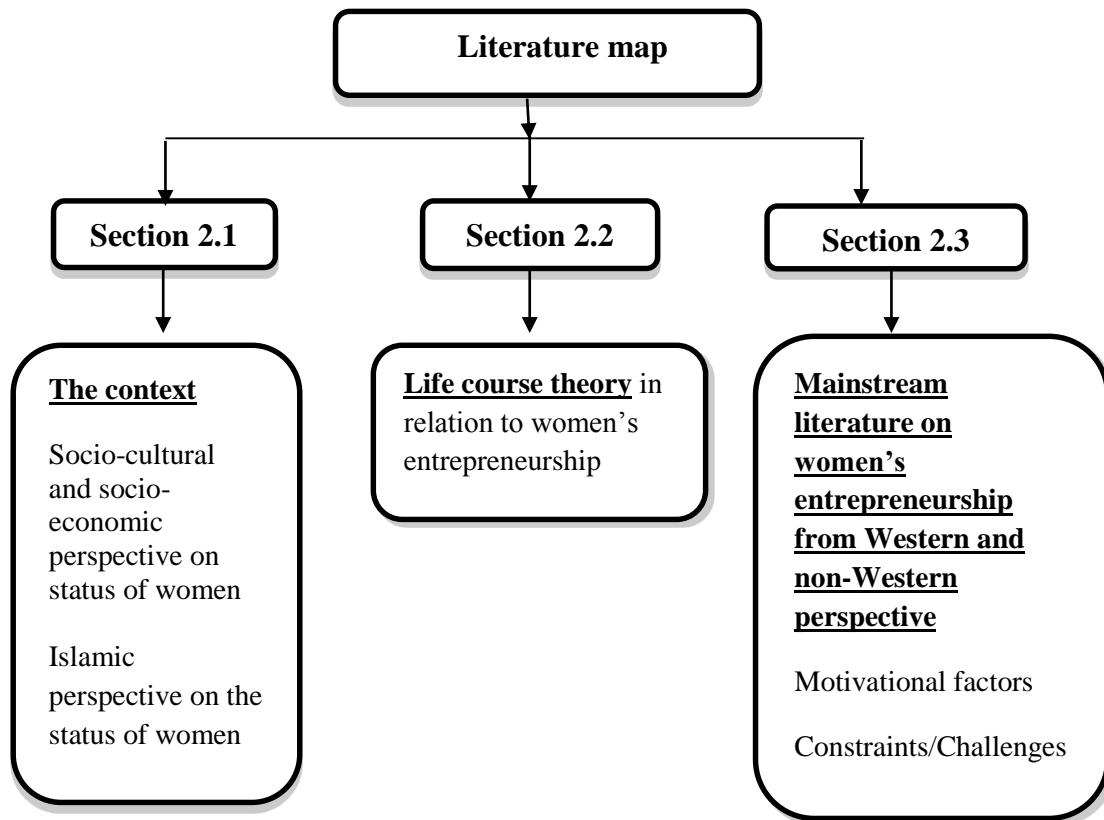 Literature map
Section 2.1
Section 2.2
Section 2.3
The context
Socio-cultural
and socio-
economic
perspective on
status of women
Islamic
perspective on the
status of women
Life course theory in
relation to women’s
entrepreneurship
Mainstream
literature on
women’s
entrepreneurship
from Western and
non-Western
perspective
Motivational factors
Constraints/Challenges